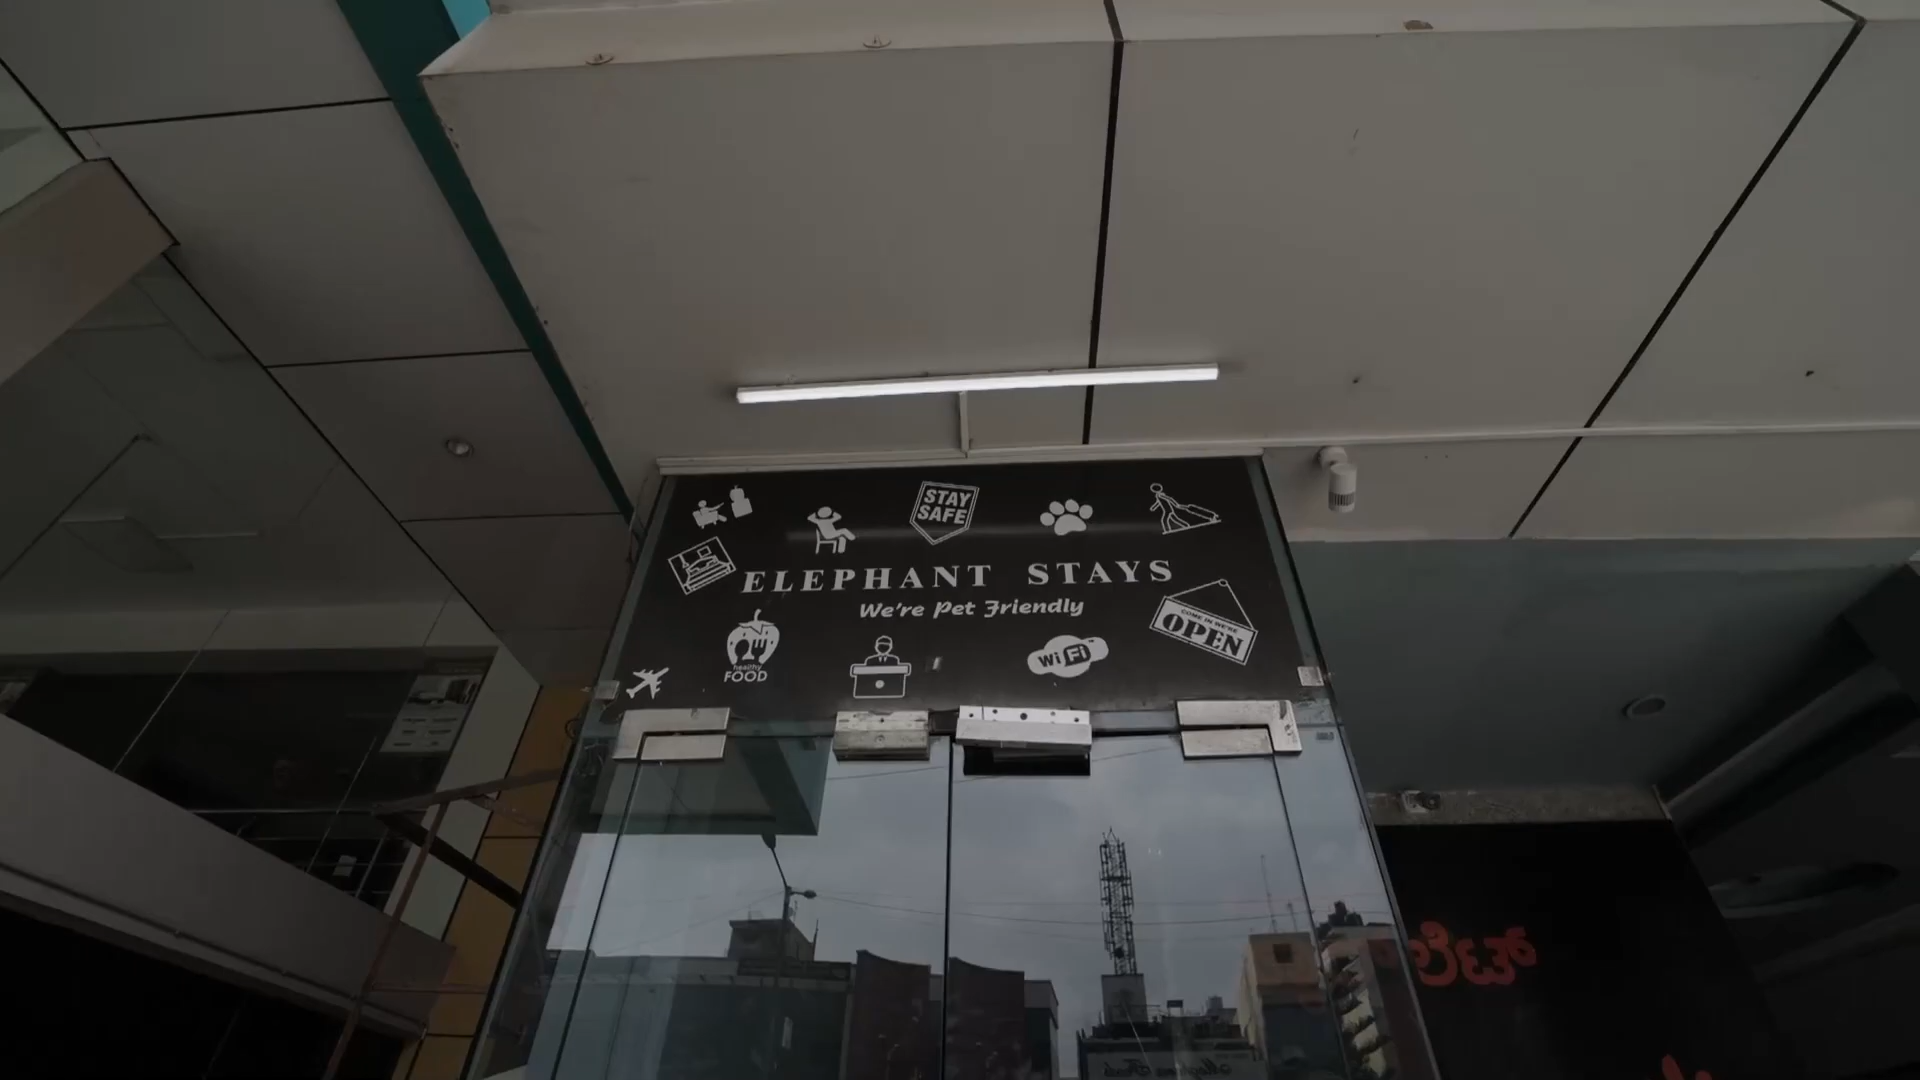 STAY
SAFE
ELEPHANT STAYS
We're Pet Friendly
COME IN WE'RE
OPEN
healthy
FOOD
WiFi